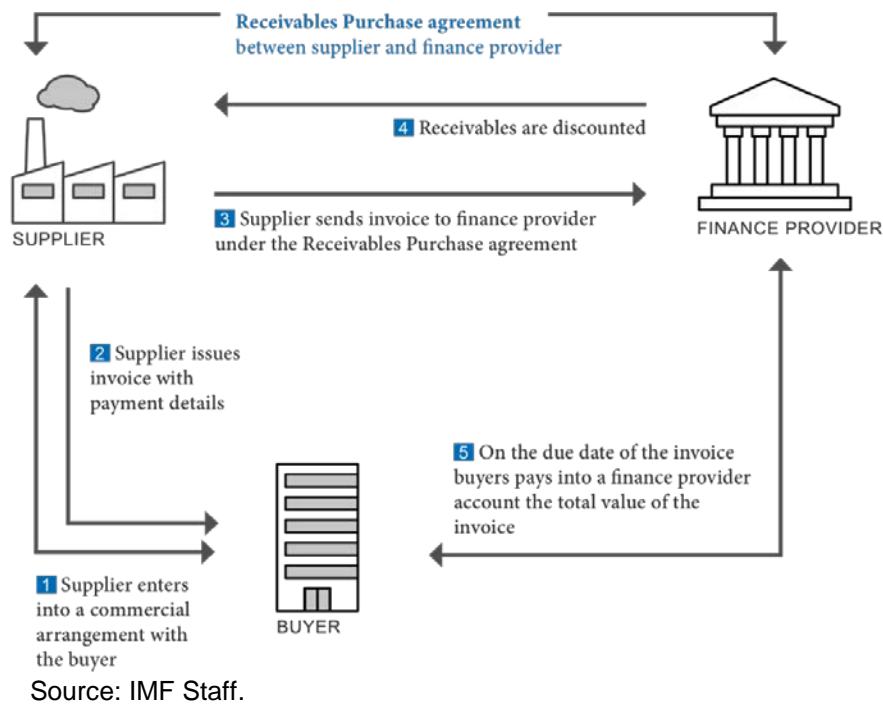 Receivables Purchase agreement
between supplier and finance provider
4 Receivables are discounted
3 Supplier sends invoice to finance provider
under the Receivables Purchase agreement
SUPPLIER
FINANCE PROVIDER
2 Supplier issues
invoice with
payment details
5 On the due date of the invoice
buyers pays into a finance provider
account the total value of the
invoice
1 Supplier enters
into a commercial
arrangement with
the buyer
BUYER
Source: IMF Staff.